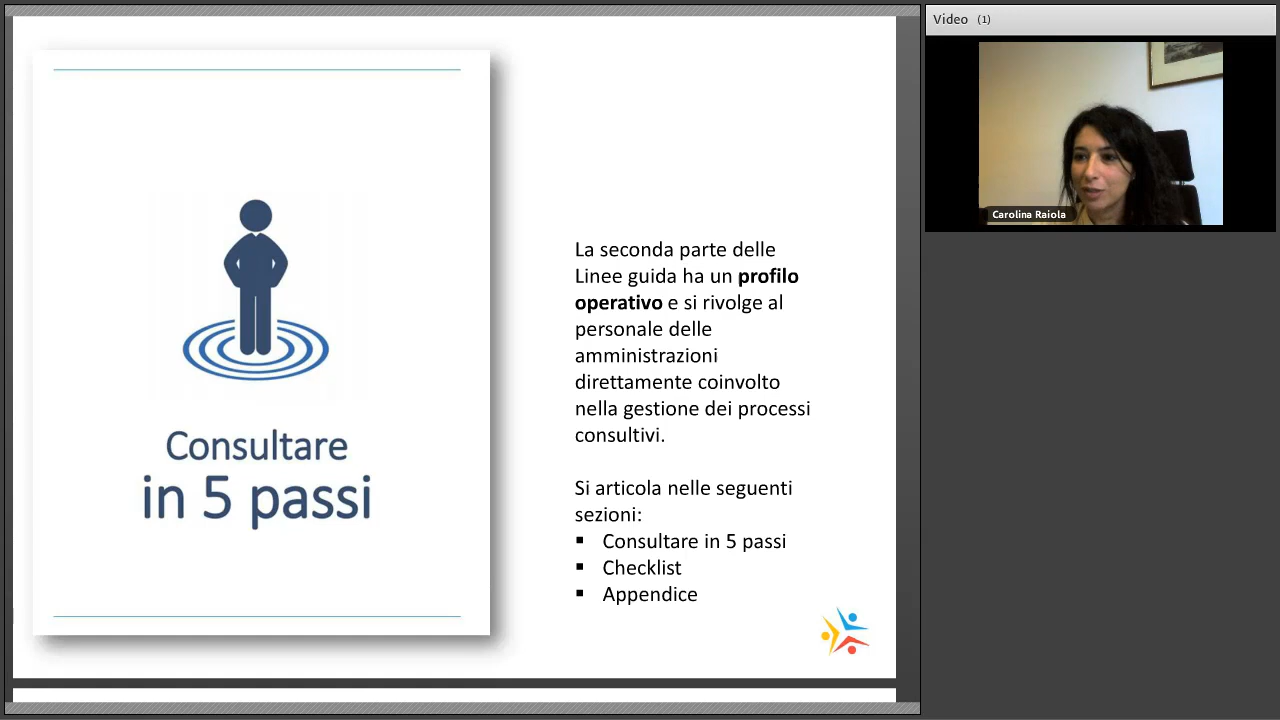 Consultare
in 5 passi
La seconda parte delle
Linee guida ha un profilo
operativo e si rivolge al
personale delle
amministrazioni
direttamente coinvolto
nella gestione dei processi
consultivi.
Si articola nelle seguenti
sezioni:
▪ Consultare in 5 passi
▪ Checklist
▪ Appendice
Video (1)
Carolina Raiola